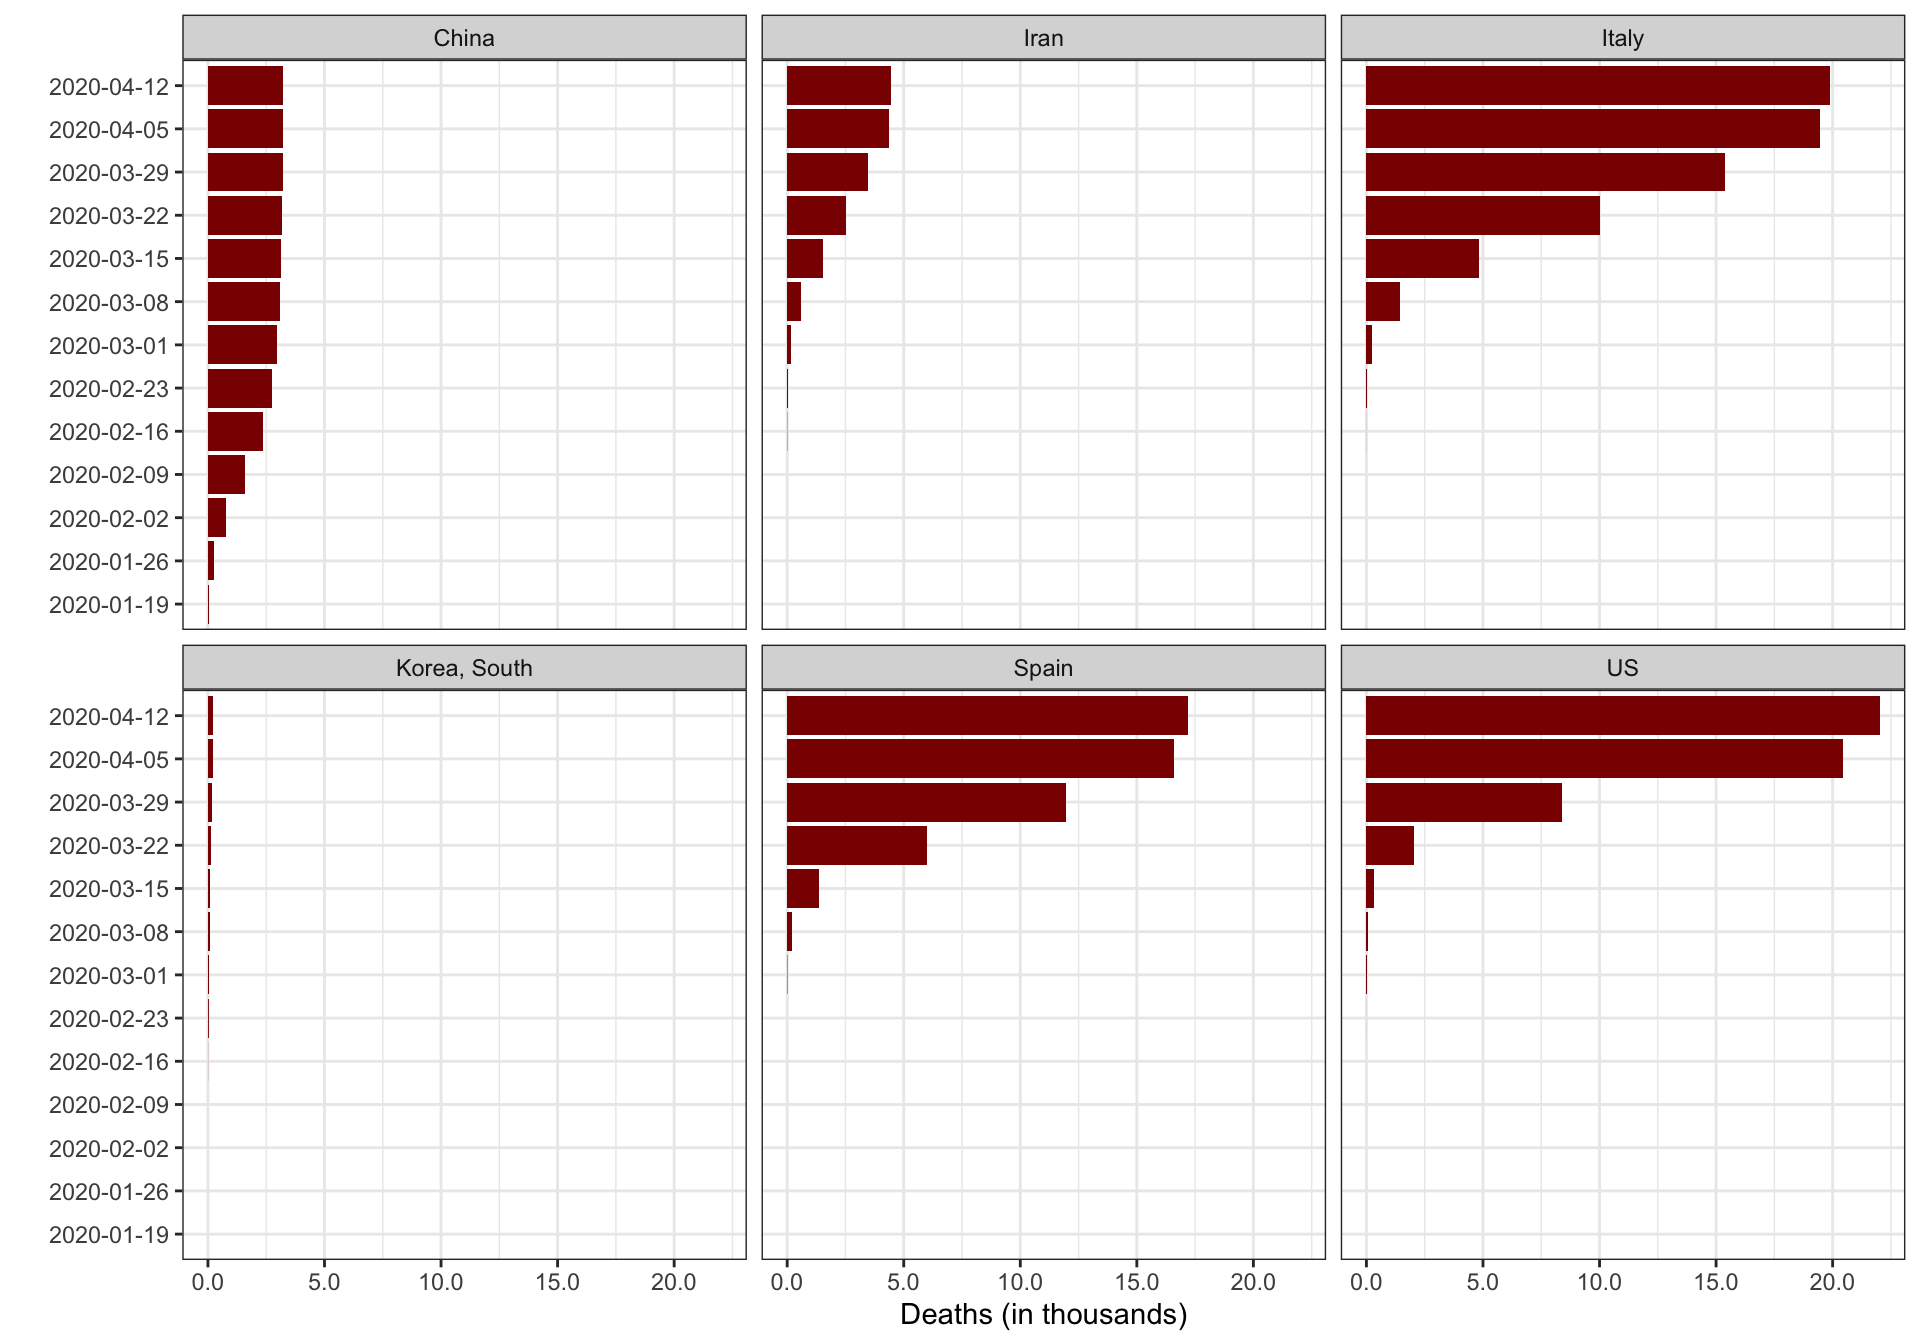 China
Iran
Italy
2020-04-12
2020-04-05
2020-03-29
2020-03-22
2020-03-15
2020-03-08
2020-03-01
2020-02-23
2020-02-16
2020-02-09
2020-02-02
2020-01-26
2020-01-19
Korea, South
Spain
US
2020-04-12
2020-04-05
2020-03-29
2020-03-22
2020-03-15
2020-03-08
2020-03-01
2020-02-23
2020-02-16
2020-02-09
2020-02-02
2020-01-26
2020-01-19
0.0 5.0 10.0 15.0 20.0
0.0 5.0 10.0 15.0 20.0
0.0 5.0 10.0 15.0 20.0
Deaths (in thousands)